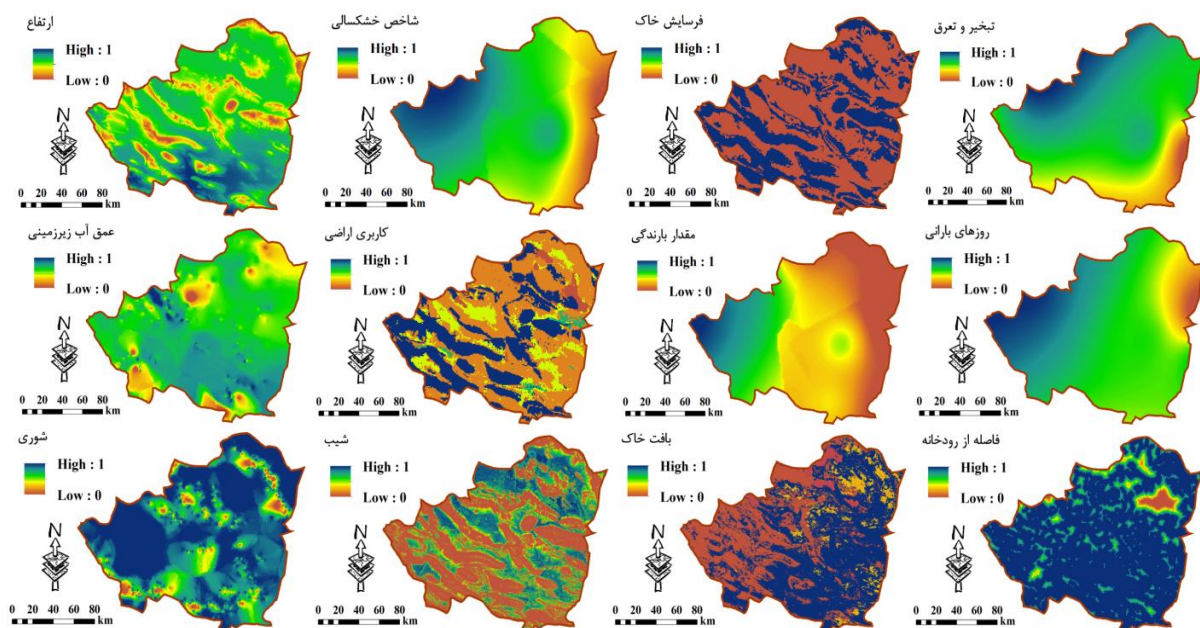 ارتفاع
High : 1
Low : 0
N
0 20 40 60 80
km
شاخص خشکسالی
High : 1
Low : 0
N
0 20 40 60 80
km
فرسایش خاک
High : 1
Low : 0
N
0 20 40 60 80
km
تبخیر و تعرق
High : 1
Low : 0
N
0 20 40 60 80
km
عمق آب زیرزمینی
High : 1
Low : 0
N
0 20 40 60 80
km
کاربری اراضی
High : 1
Low : 0
N
0 20 40 60 80
km
مقدار بارندگی
High : 1
Low : 0
N
0 20 40 60 80
km
روزهای بارانی
High : 1
Low : 0
N
0 20 40 60 80
km
شوری
High : 1
Low : 0
N
0 20 40 60 80
km
شیب
High : 1
Low : 0
N
0 20 40 60 80
km
بافت خاک
High : 1
Low : 0
N
0 20 40 60 80
km
فاصله از رودخانه
High : 1
Low : 0
N
0 20 40 60 80
km